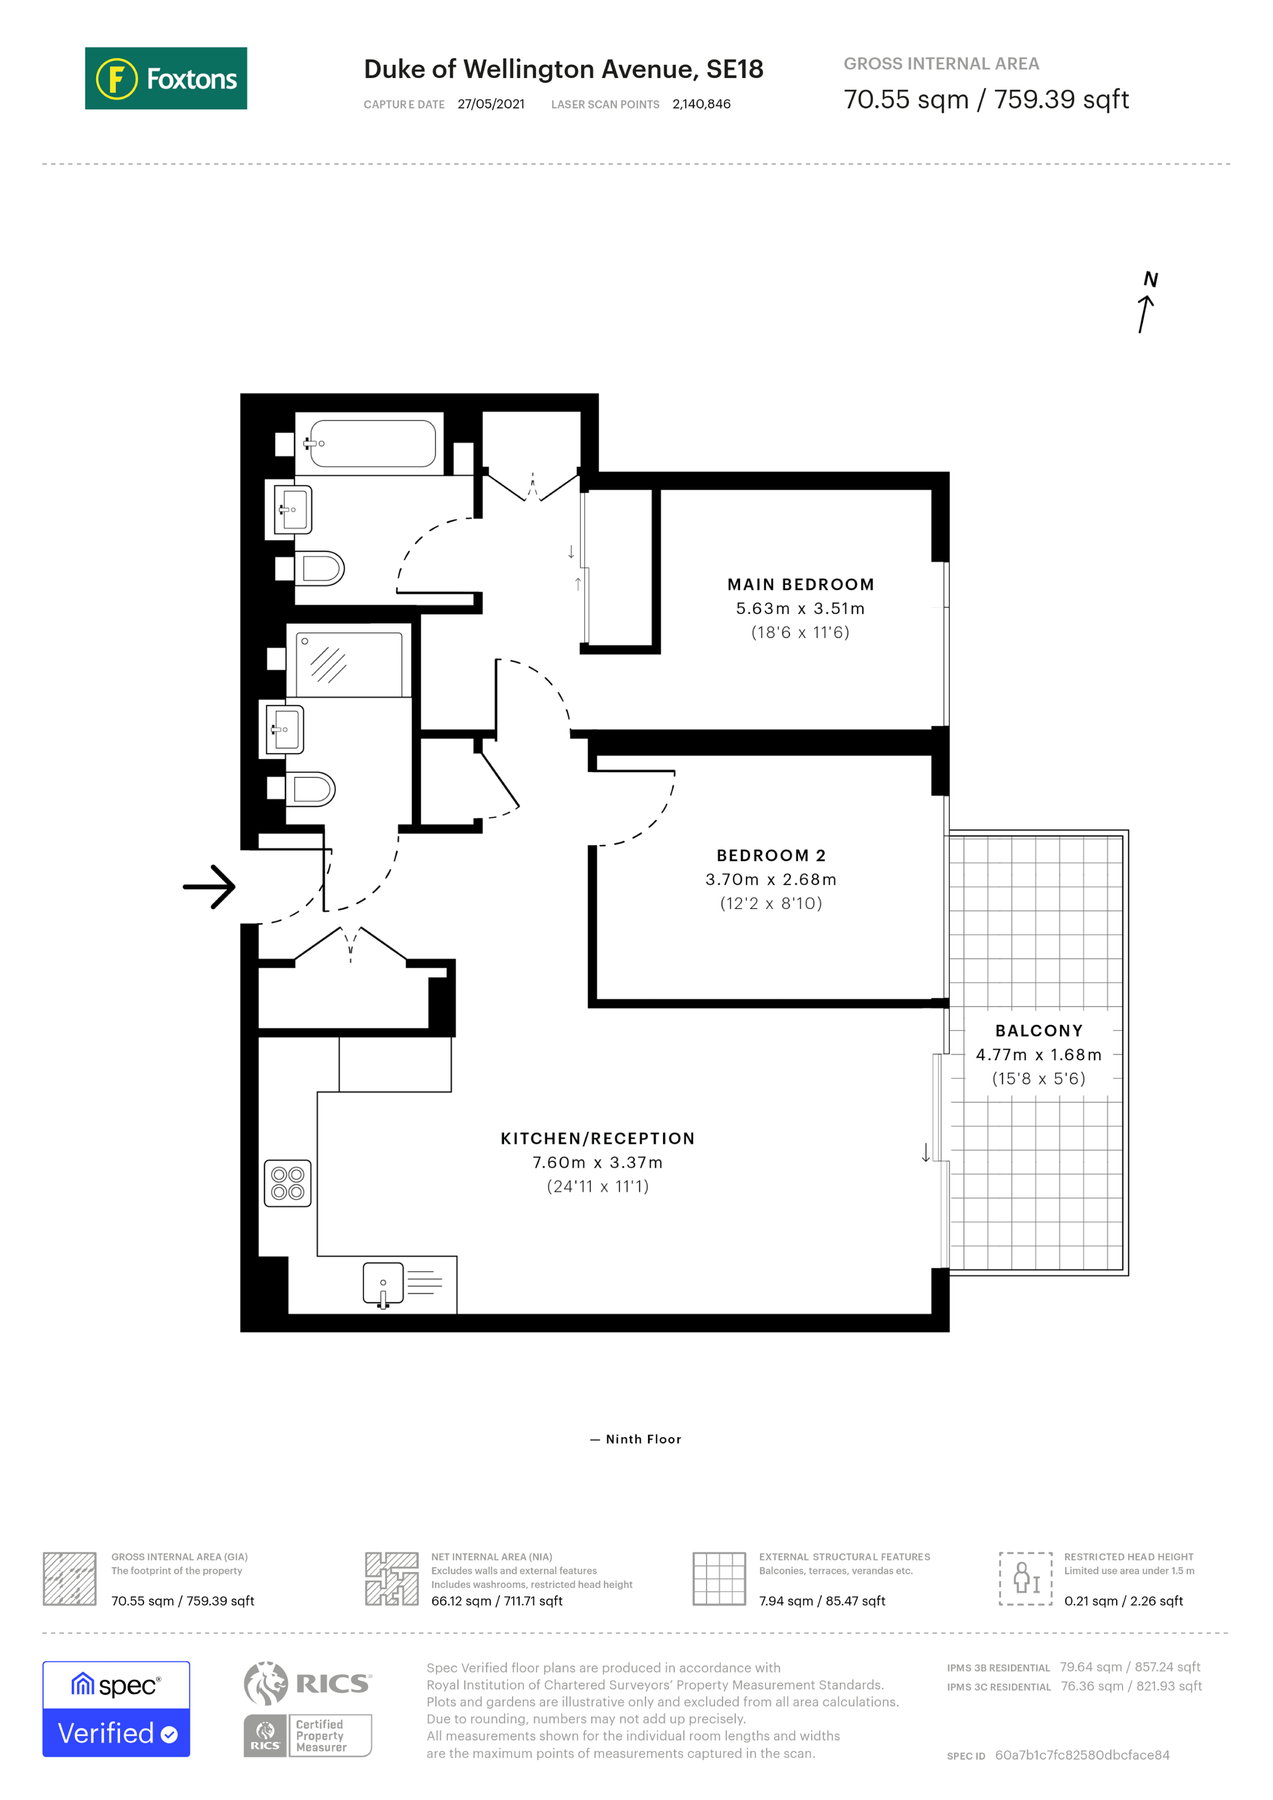 Foxtons
Duke of Wellington Avenue, SE18
CAPTURE DATE 27/05/2021 LASER SCAN POINTS 2,140,846
GROSS INTERNAL AREA
70.55 sqm / 759.39 sqft
N
MAIN BEDROOM
5.63m x 3.51m
(18'6 x 11'6)
BEDROOM 2
3.70m x 2.68m
(12'2 x 8'10)
BALCONY
4.77m x 1.68m
(15'8 x 5'6)
KITCHEN/RECEPTION
7.60m x 3.37m
(24'11 x 11'1)
— Ninth Floor
GROSS INTERNAL AREA (GIA)
The footprint of the property
70.55 sqm / 759.39 sqft
NET INTERNAL AREA (NIA)
Excludes walls and external features
Includes washrooms, restricted head height
66.12 sqm / 711.71 sqft
EXTERNAL STRUCTURAL FEATURES
Balconies, terraces, verandas etc.
7.94 sqm / 85.47 sqft
RESTRICTED HEAD HEIGHT
Limited use area under 1.5 m
0.21 sqm / 2.26 sqft
spec®
Verified
RICS®
RICS
Certified
Property
Measurer
Spec Verified floor plans are produced in accordance with
Royal Institution of Chartered Surveyors' Property Measurement Standards.
Plots and gardens are illustrative only and excluded from all area calculations.
Due to rounding, numbers may not add up precisely.
All measurements shown for the individual room lengths and widths
are the maximum points of measurements captured in the scan.
IPMS 3B RESIDENTIAL 79.64 sqm / 857.24 sqft
IPMS 3C RESIDENTIAL 76.36 sqm / 821.93 sqft
SPEC ID 60a7b1c7fc82580dbcface84